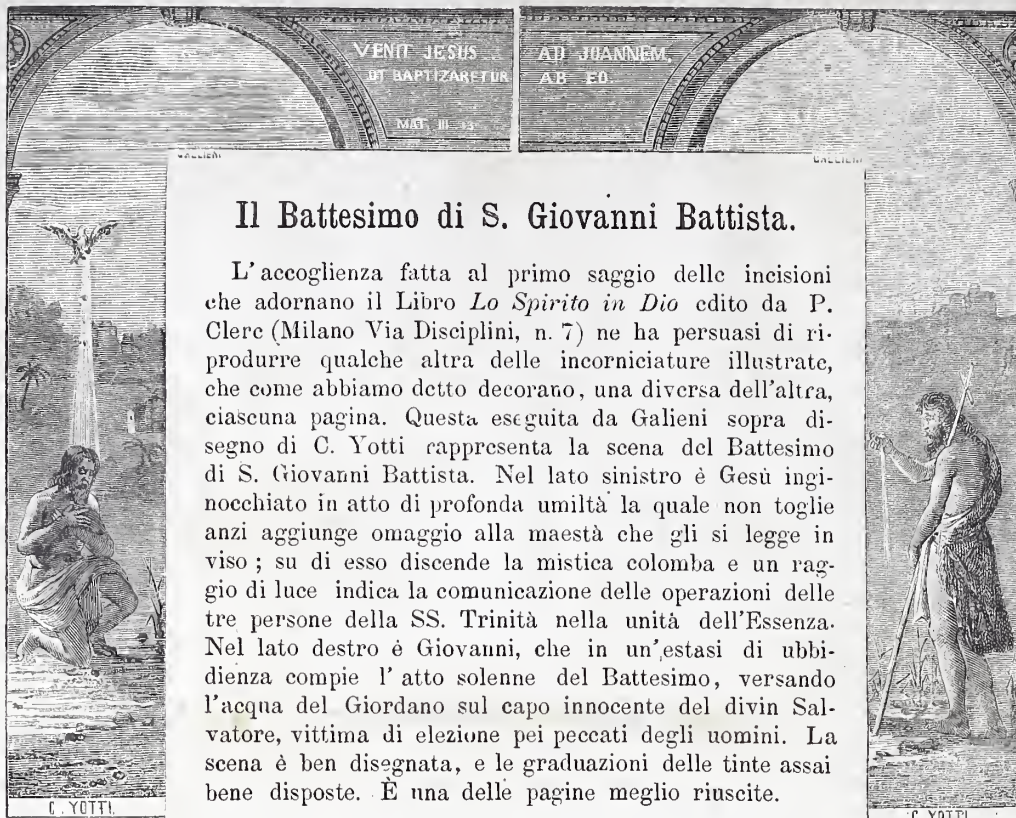 VENIT JESUS AD JOANNEM,
UT BAPTIZARETUR AB EO.
MAT. III 13
GALLIENI GALLIENI
Il Battesimo di S. Giovanni Battista.
L'accoglienza fatta al primo saggio delle incisioni
che adornano il Libro Lo Spirito in Dio edito da P.
Clerc (Milano Via Disciplini, n. 7) ne ha persuasi di ri-
produrre qualche altra delle incorniciature illustrate,
che come abbiamo detto decorano, una diversa dell'altra,
ciascuna pagina. Questa eseguita da Galieni sopra di-
segno di C. Yotti rappresenta la scena del Battesimo
di S. Giovanni Battista. Nel lato sinistro è Gesù ingi-
nocchiato in atto di profonda umiltà la quale non toglie
anzi aggiunge omaggio alla maestà che gli si legge in
viso ; su di esso discende la mistica colomba e un rag-
gio di luce indica la comunicazione delle operazioni delle
tre persone della SS. Trinità nella unità dell'Essenza.
Nel lato destro è Giovanni, che in un' estasi di ubbi-
dienza compie l' atto solenne del Battesimo, versando
l'acqua del Giordano sul capo innocente del divin Sal-
vatore, vittima di elezione pei peccati degli uomini. La
scena è ben disegnata, e le graduazioni delle tinte assai
bene disposte. È una delle pagine meglio riuscite.
C. YOTTI. C. YOTTI.